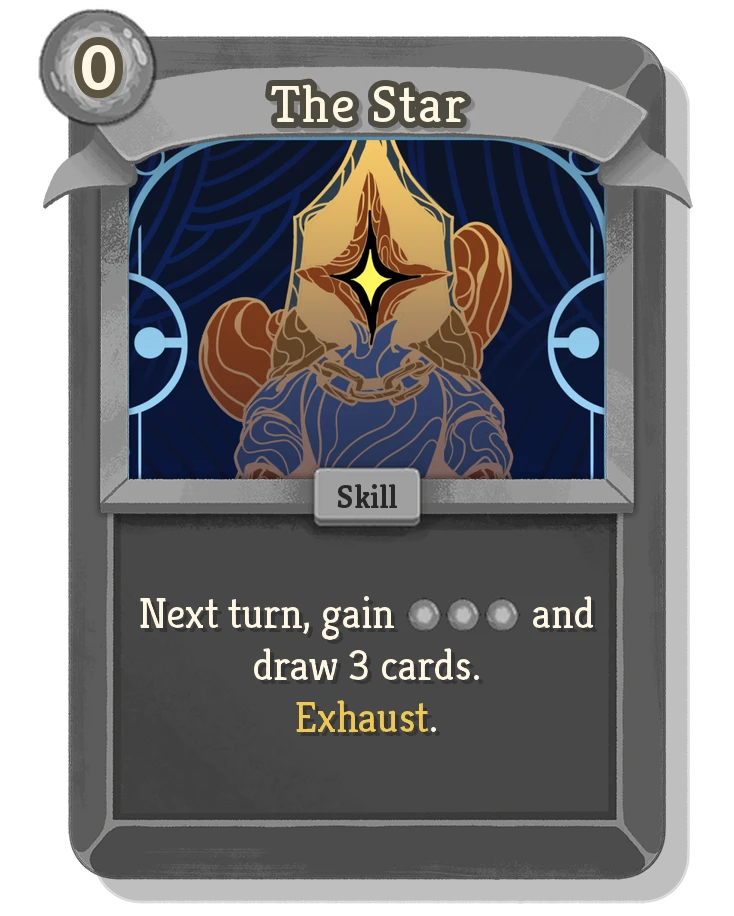 0
The Star
Skill
Next turn, gain and
draw 3 cards.
Exhaust.